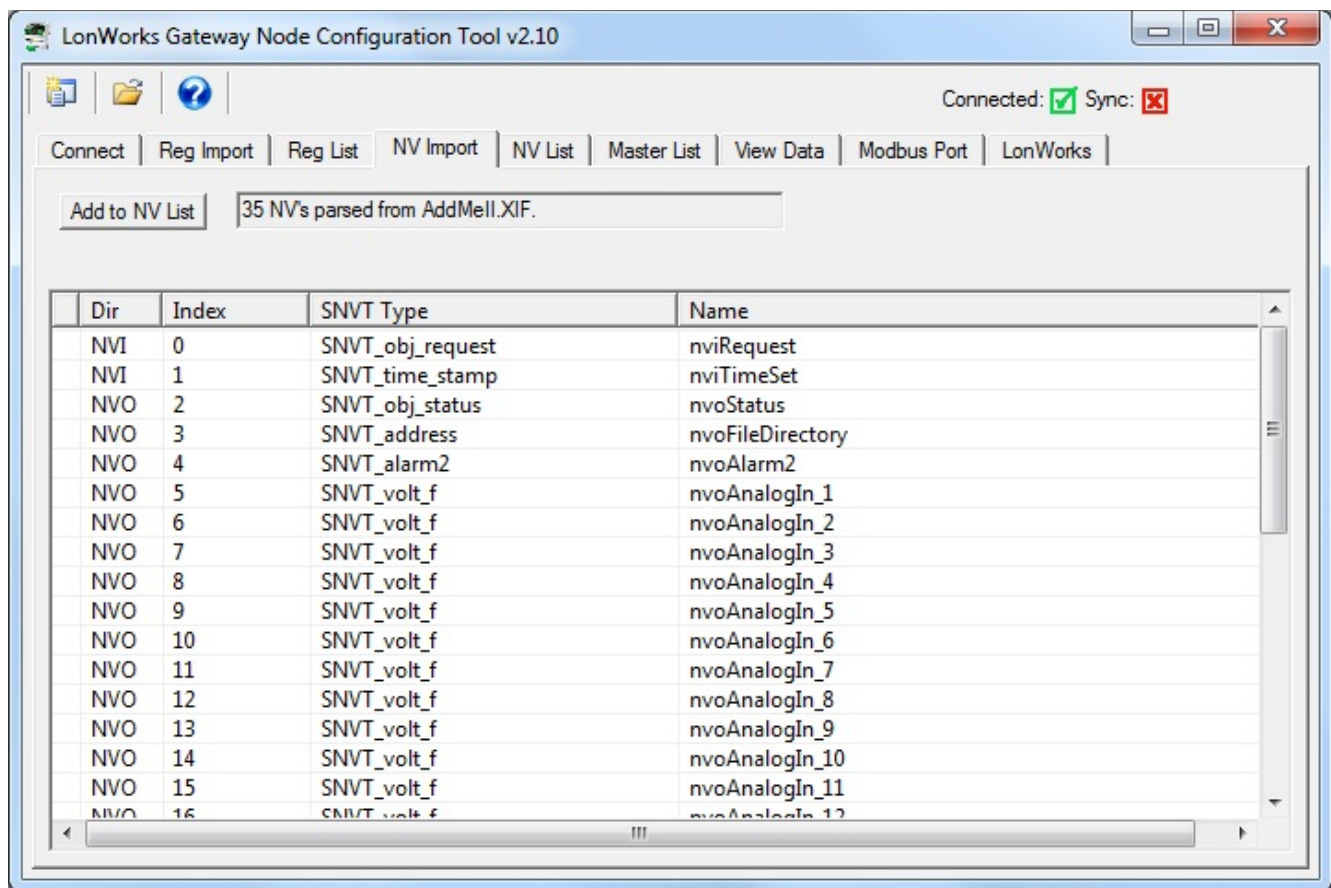 LonWorks Gateway Node Configuration Tool v2.10
Connected: Sync:
Connect Reg Import Reg List NV Import NV List Master List View Data Modbus Port LonWorks
Add to NV List 35 NV's parsed from AddMeII.XIF.
Dir Index SNVT Type Name
NVI 0 SNVT_obj_request nviRequest
NVI 1 SNVT_time_stamp nviTimeSet
NVO 2 SNVT_obj_status nvoStatus
NVO 3 SNVT_address nvoFileDirectory
NVO 4 SNVT_alarm2 nvoAlarm2
NVO 5 SNVT_volt_f nvoAnalogIn_1
NVO 6 SNVT_volt_f nvoAnalogIn_2
NVO 7 SNVT_volt_f nvoAnalogIn_3
NVO 8 SNVT_volt_f nvoAnalogIn_4
NVO 9 SNVT_volt_f nvoAnalogIn_5
NVO 10 SNVT_volt_f nvoAnalogIn_6
NVO 11 SNVT_volt_f nvoAnalogIn_7
NVO 12 SNVT_volt_f nvoAnalogIn_8
NVO 13 SNVT_volt_f nvoAnalogIn_9
NVO 14 SNVT_volt_f nvoAnalogIn_10
NVO 15 SNVT_volt_f nvoAnalogIn_11
NVO 16 SNVT_volt_f nvoAnalogIn_12